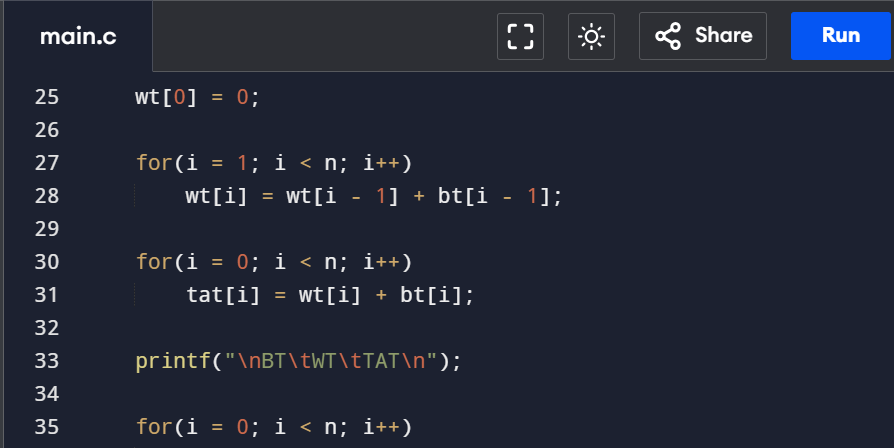 main.c Share Run
25 wt[0] = 0;
26
27 for(i = 1; i < n; i++)
28 wt[i] = wt[i - 1] + bt[i - 1];
29
30 for(i = 0; i < n; i++)
31 tat[i] = wt[i] + bt[i];
32
33 printf("\nBT\tWT\tTAT\n");
34
35 for(i = 0; i < n; i++)